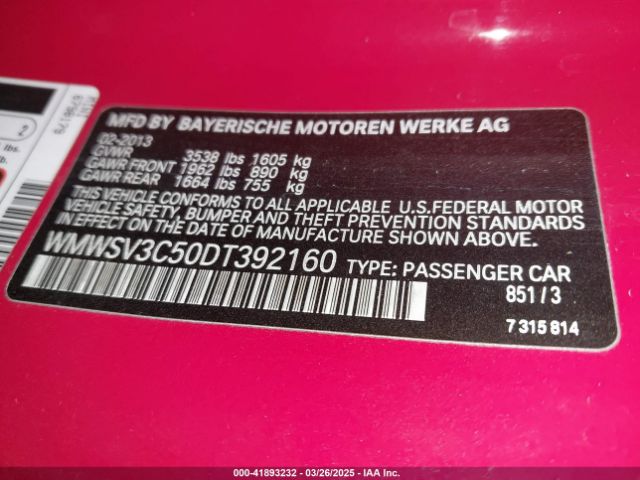 MFD BY BAYERISCHE MOTOREN WERKE AG
02-2013
GVWR 3538 lbs 1605 kg
GAWR FRONT 1962 lbs 890 kg
GAWR REAR 1664 lbs 755 kg
THIS VEHICLE CONFORMS TO ALL APPLICABLE U.S.FEDERAL MOTOR
VEHICLE SAFETY, BUMPER AND THEFT PREVENTION STANDARDS
IN EFFECT ON THE DATE OF MANUFACTURE SHOWN ABOVE.
WMWSV3C50DT392160 TYPE: PASSENGER CAR
851/3
7315814
2
lb.
000-41893232 - 03/26/2025 - IAA Inc.